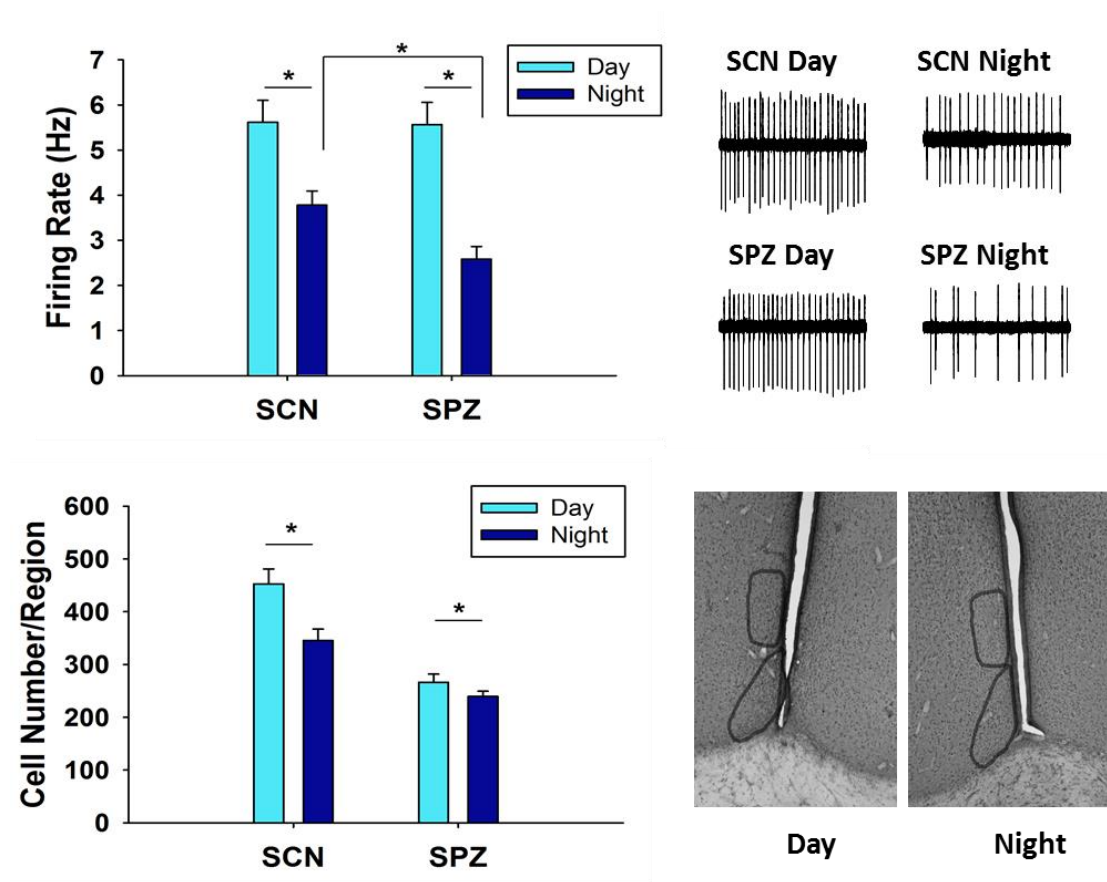 7
6
5
4
3
2
1
0
Firing Rate (Hz)
*
*
*
Day
Night
SCN
SPZ
SCN Day
SCN Night
SPZ Day
SPZ Night
600
500
400
300
200
100
0
Cell Number/Region
*
*
Day
Night
SCN
SPZ
Day
Night